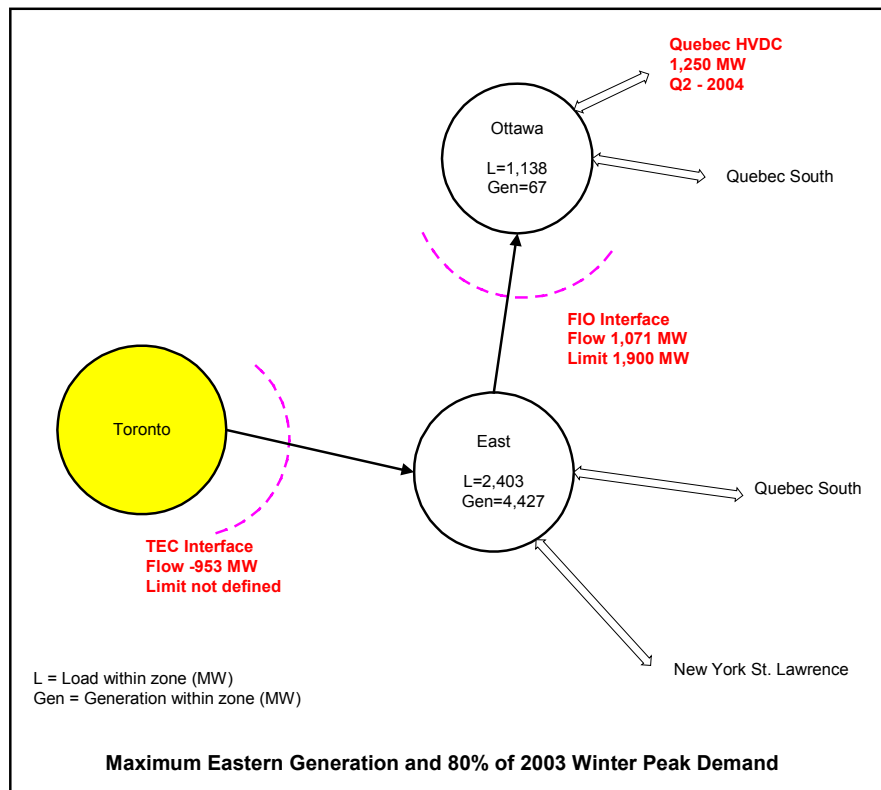 Quebec HVDC
1,250 MW
Q2 - 2004
Ottawa
L=1,138
Gen=67
Quebec South
FIO Interface
Flow 1,071 MW
Limit 1,900 MW
Toronto
East
L=2,403
Gen=4,427
Quebec South
TEC Interface
Flow -953 MW
Limit not defined
New York St. Lawrence
L = Load within zone (MW)
Gen = Generation within zone (MW)
Maximum Eastern Generation and 80% of 2003 Winter Peak Demand